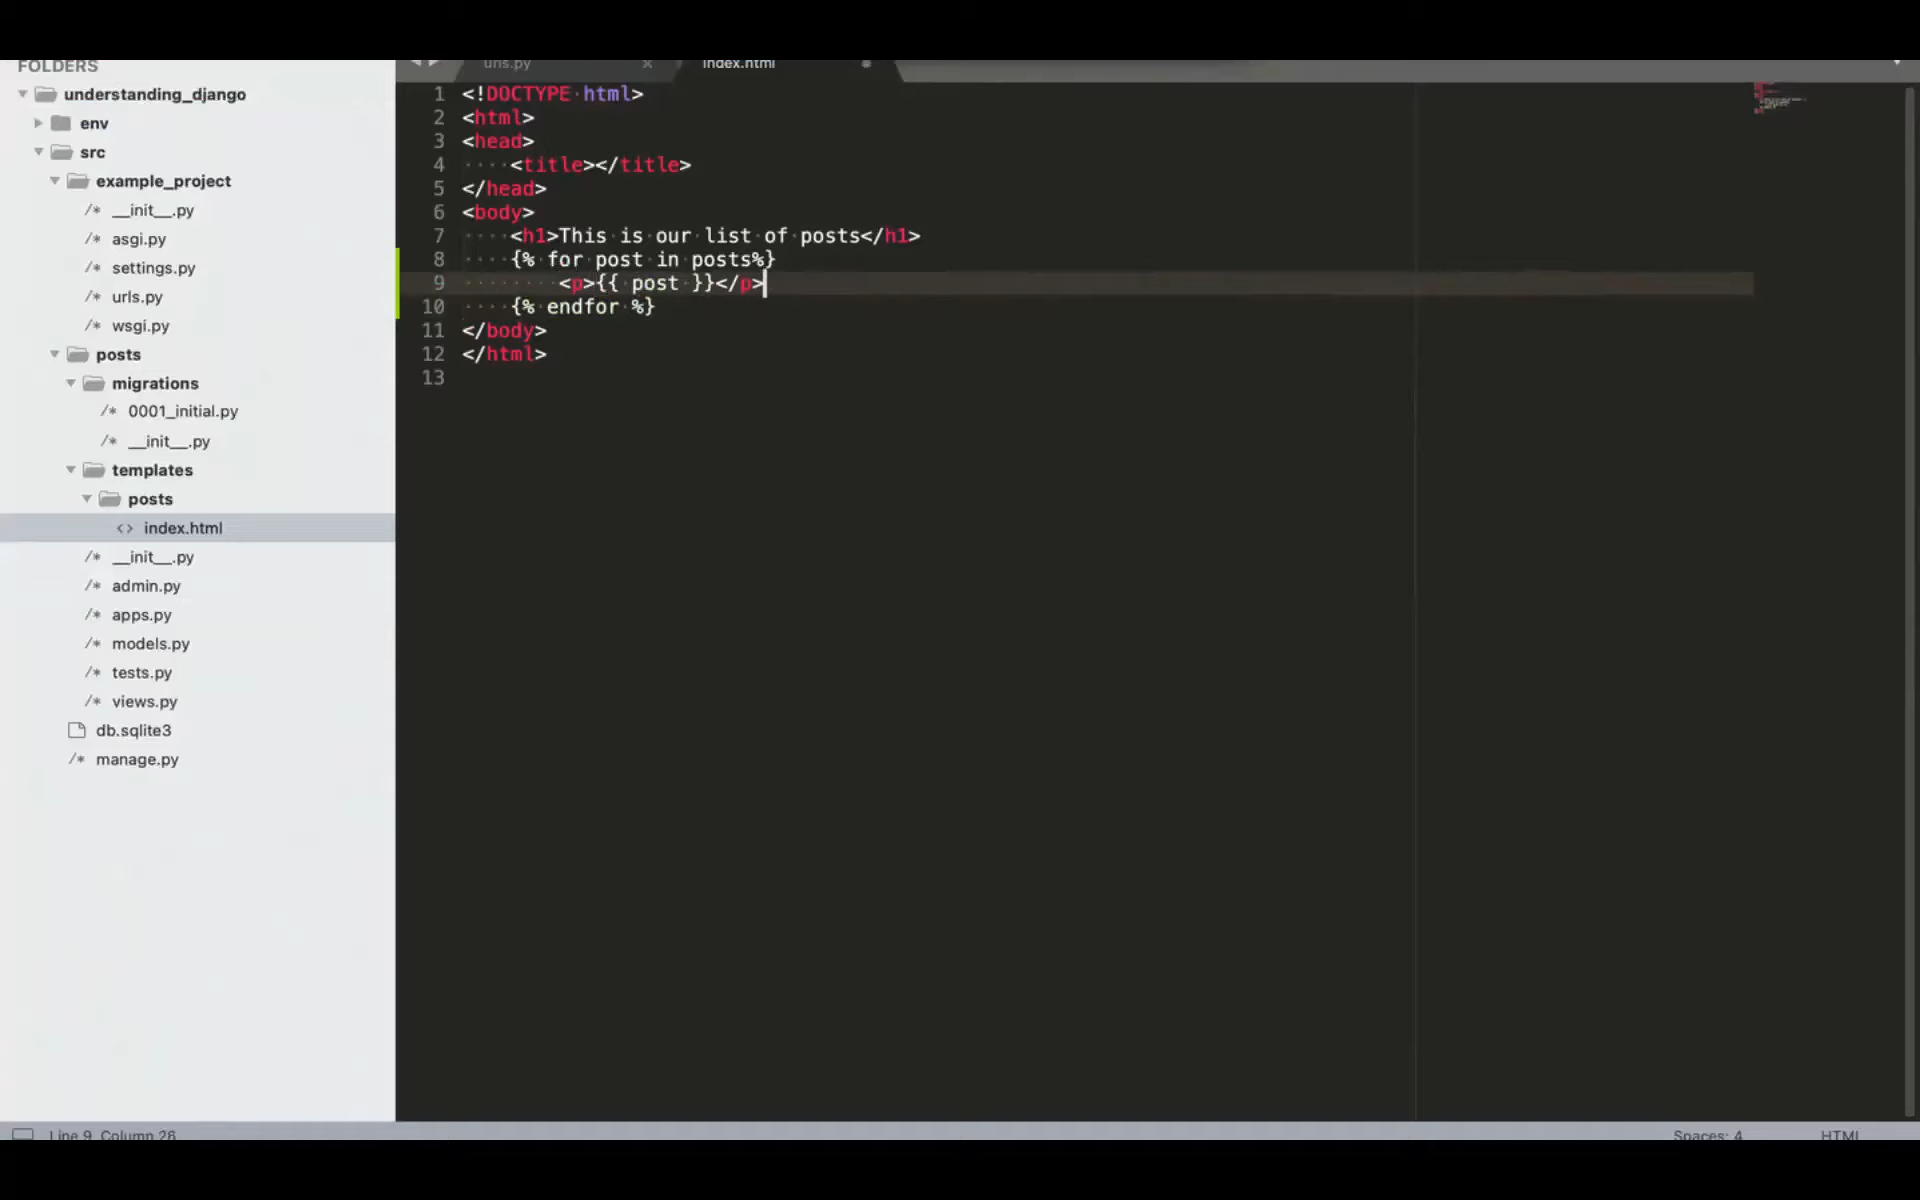 FOLDERS
understanding_django
env
src
example_project
/* __init__.py
/* asgi.py
/* settings.py
/* urls.py
/* wsgi.py
posts
migrations
/* 0001_initial.py
/* __init__.py
templates
posts
<> index.html
/* __init__.py
/* admin.py
/* apps.py
/* models.py
/* tests.py
/* views.py
db.sqlite3
/* manage.py
urls.py × index.html
1 <!DOCTYPE html>
2 <html>
3 <head>
4     <title></title>
5 </head>
6 <body>
7     <h1>This is our list of posts</h1>
8     {% for post in posts%}
9         <p>{{ post }}</p>
10     {% endfor %}
11 </body>
12 </html>
13
Line 9, Column 26 Spaces: 4 HTML